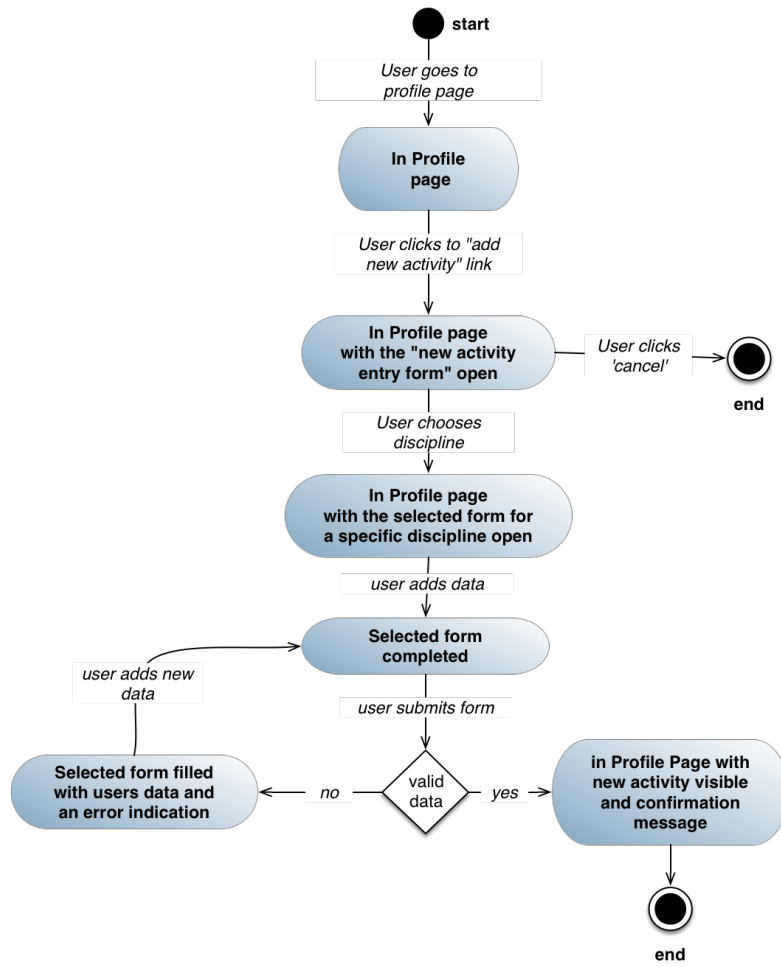 start
User goes to
profile page
In Profile
page
User clicks to "add
new activity" link
In Profile page
with the "new activity
entry form" open
User clicks
'cancel'
end
User chooses
discipline
In Profile page
with the selected form for
a specific discipline open
user adds data
Selected form
completed
user adds new
data
user submits form
Selected form filled
with users data and
an error indication
no
valid
data
yes
in Profile Page with
new activity visible
and confirmation
message
end